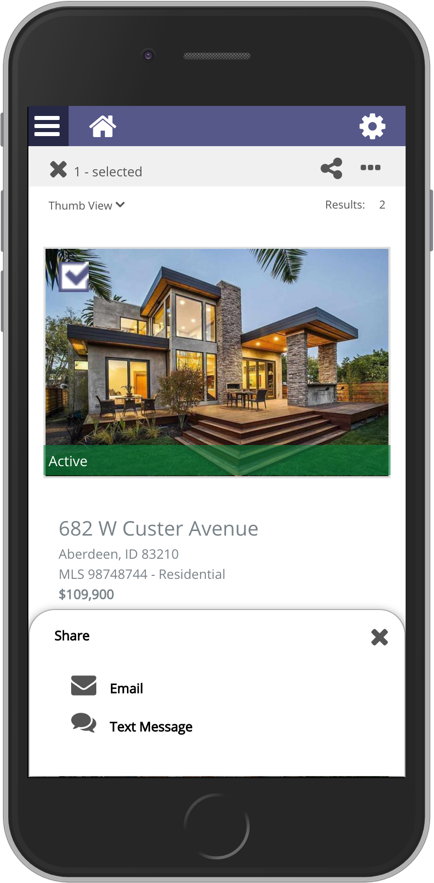 1 - selected
Thumb View
Results: 2
Active
682 W Custer Avenue
Aberdeen, ID 83210
MLS 98748744 - Residential
$109,900
Share
Email
Text Message